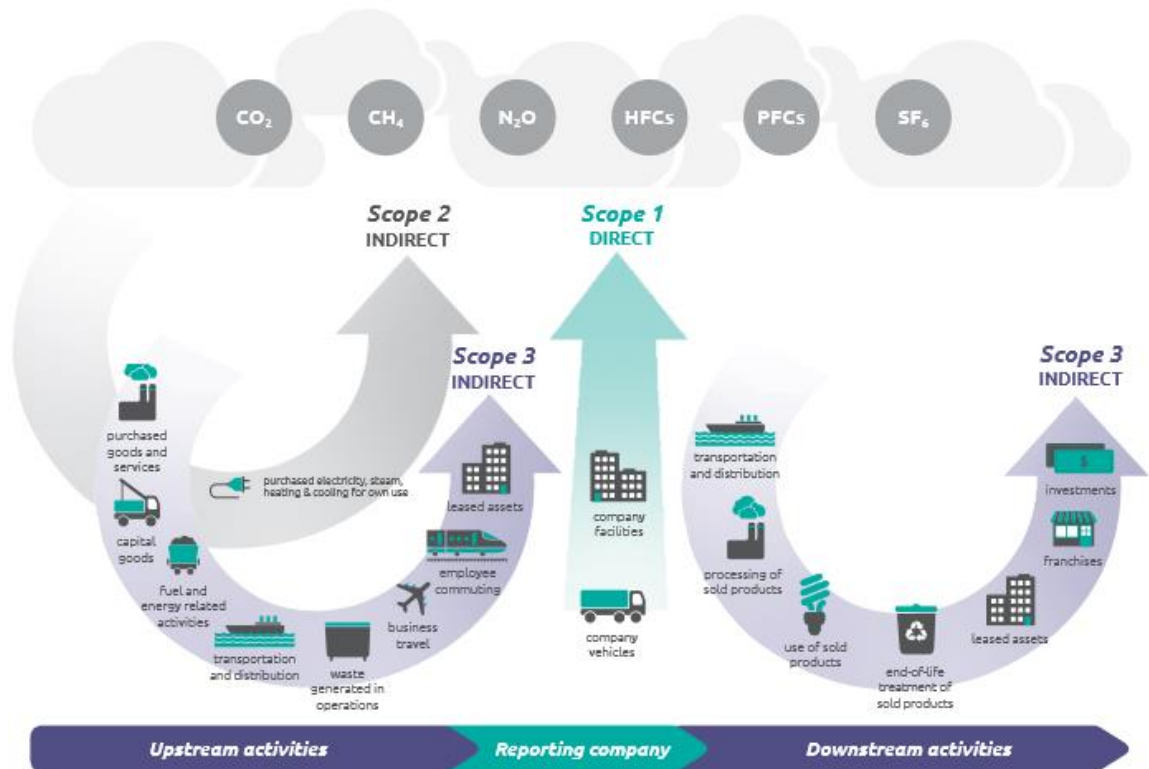 CO₂
CH₄
N₂O
HFCs
PFCs
SF₆
Scope 2
INDIRECT
Scope 1
DIRECT
Scope 3
INDIRECT
Scope 3
INDIRECT
purchased
goods and
services
capital
goods
fuel and
energy related
activities
transportation
and distribution
waste
generated in
operations
business
travel
employee
commuting
leased assets
purchased electricity, steam,
heating & cooling for own use
company
facilities
company
vehicles
transportation
and distribution
processing of
sold products
use of sold
products
end-of-life
treatment of
sold products
leased assets
franchises
$
investments
Upstream activities
Reporting company
Downstream activities